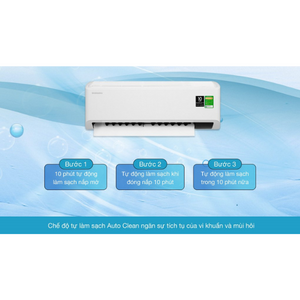 Bước 1
10 phút tự động
làm sạch nắp mở
Bước 2
Tự động làm sạch khi
đóng nắp 10 phút
Bước 3
Tự động làm sạch
trong 10 phút nữa
Chế độ tự làm sạch Auto Clean ngăn sự tích tụ của vi khuẩn và mùi hôi